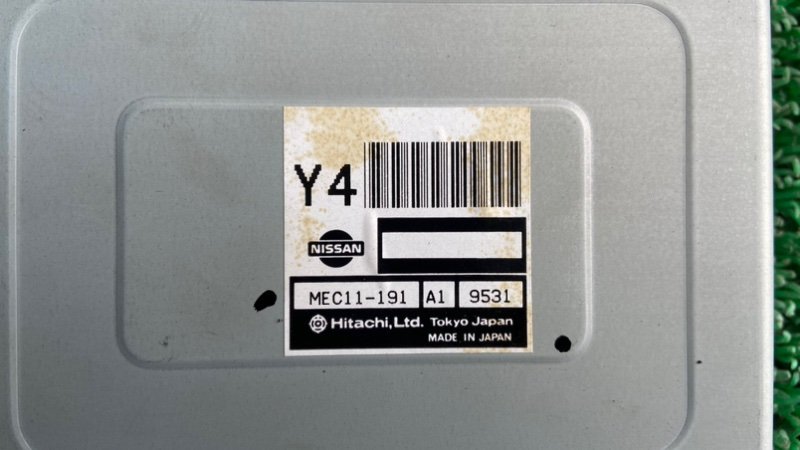 Y4
NISSAN
MEC11-191 A1 9531
Hitachi, Ltd. Tokyo Japan
MADE IN JAPAN